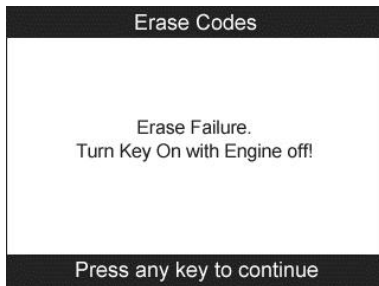 Erase Codes
Erase Failure.
Turn Key On with Engine off!
Press any key to continue